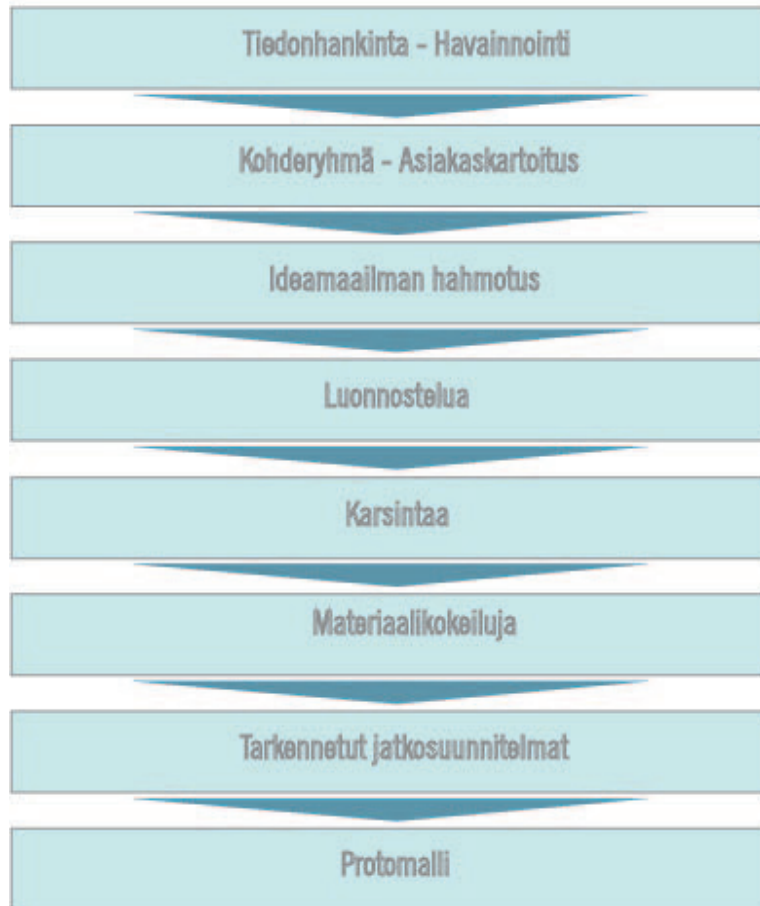 Tiedonhankinta - Havainnointi
Kohderyhmä - Asiakaskartoitus
Ideamaailman hahmotus
Luonnostelua
Karsintaa
Materiaalikokeiluja
Tarkennetut jatkosuunnitelmat
Protomalli